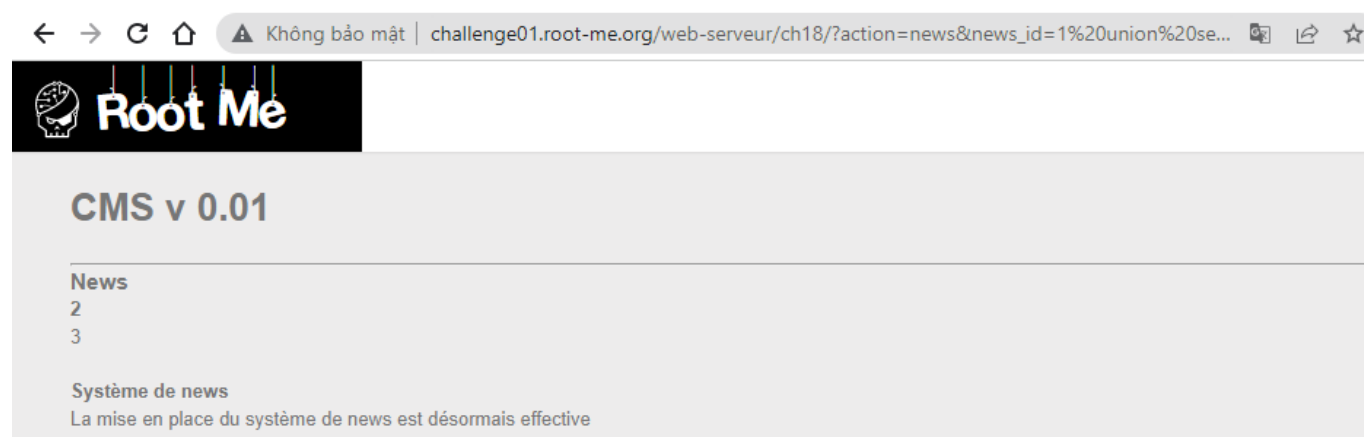 Không bảo mật | challenge01.root-me.org/web-serveur/ch18/?action=news&news_id=1%20union%20se...
Root Me
CMS v 0.01
News
2
3
Système de news
La mise en place du système de news est désormais effective